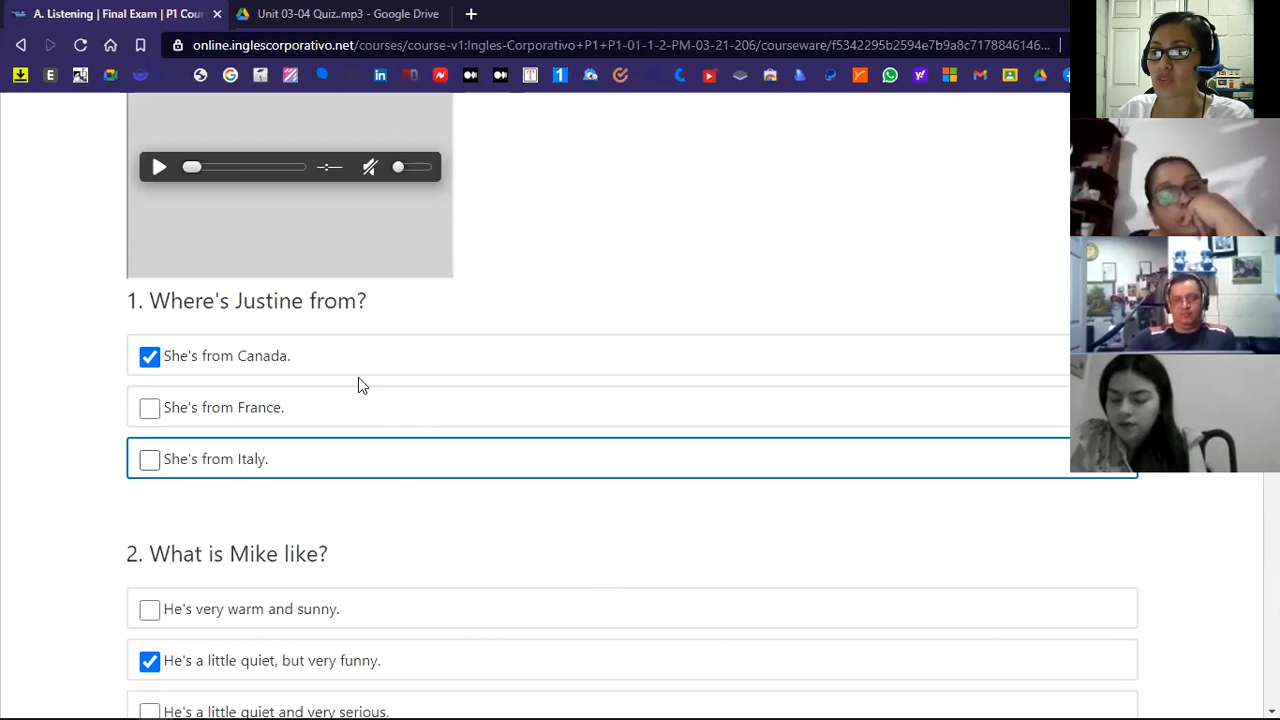 A. Listening | Final Exam | P1 Cour
Unit 03-04 Quiz..mp3 - Google Drive
online.inglescorporativo.net/courses/course-v1:Ingles-Corporativo+P1+P1-01-1-2-PM-03-21-206/courseware/f5342295b2594e7b9a8c7178846146...
1. Where's Justine from?
She's from Canada.
She's from France.
She's from Italy.
2. What is Mike like?
He's very warm and sunny.
He's a little quiet, but very funny.
He's a little quiet and very serious.